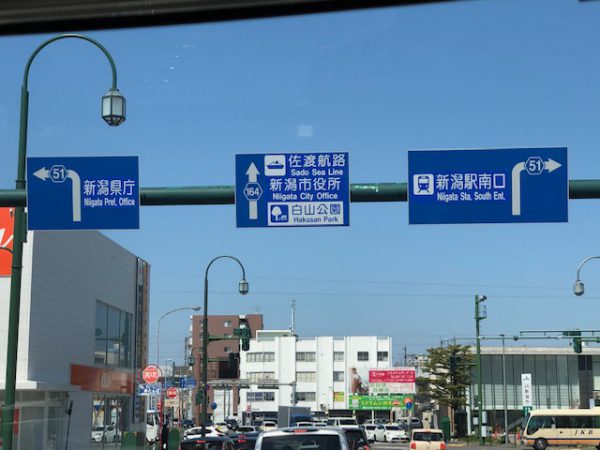 51
新潟県庁
Niigata Pref, Office
164
佐渡航路
Sado Sea Line
新潟市役所
Niigata City Office
白山公園
Hakusan Park
新潟駅南口
Niigata Sta, South Ent.
51
JKB